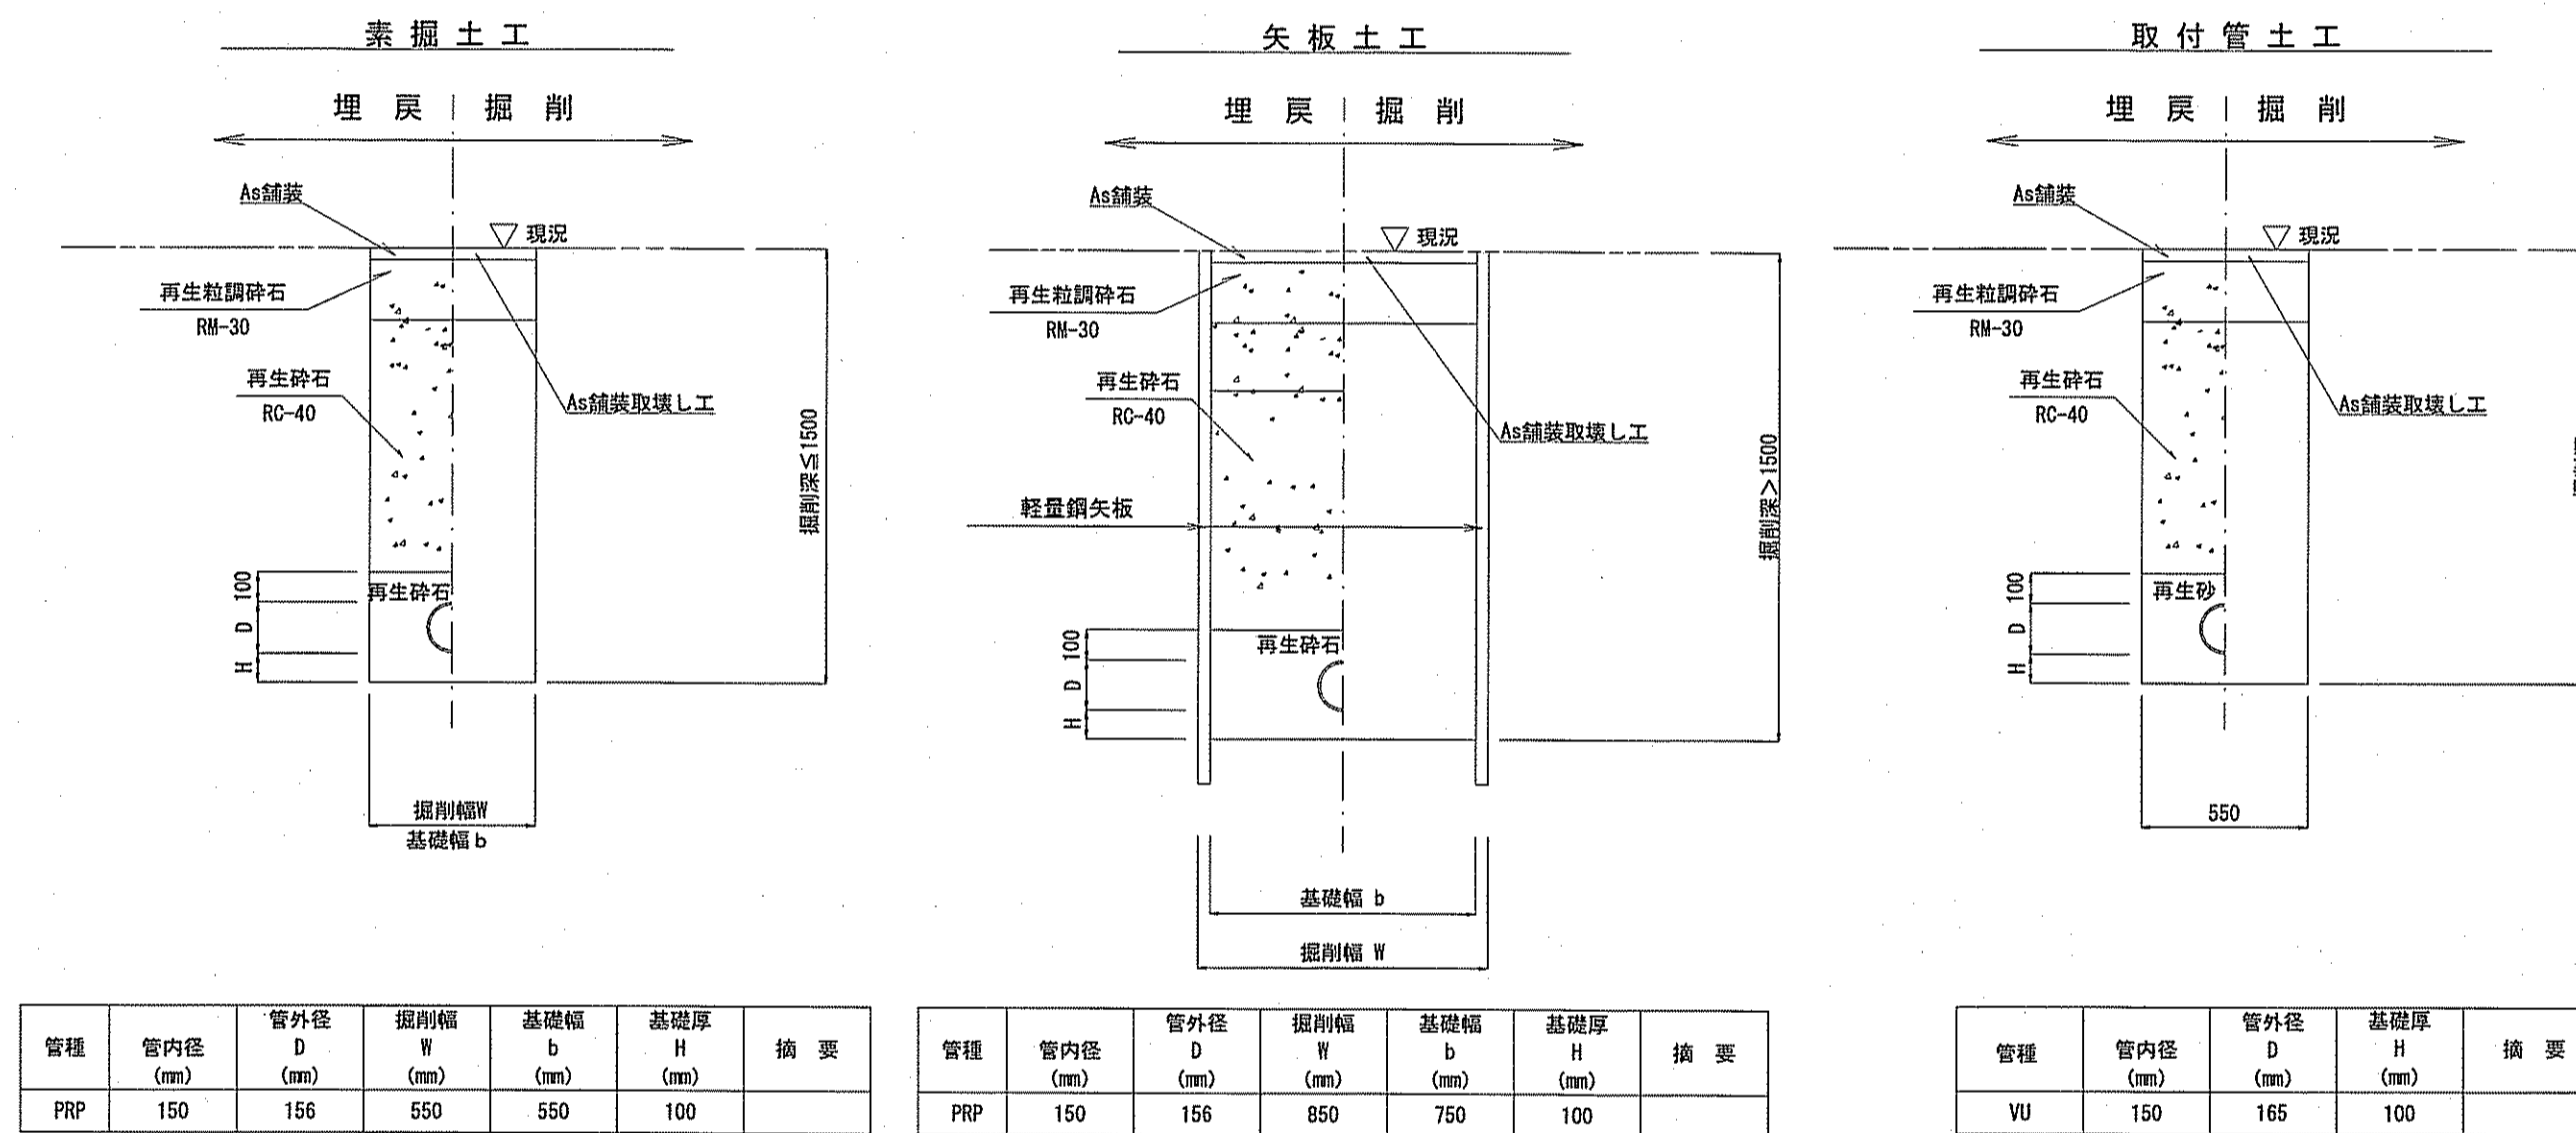 素掘土工
埋戻 掘削
As舗装
現況
再生粒調砕石
RM-30
再生砕石
RC-40
As舗装取壊し工
掘削深≦1500
100
D
H
再生砕石
掘削幅W
基礎幅b
管種 管内径(mm) 管外径D(mm) 掘削幅W(mm) 基礎幅b(mm) 基礎厚H(mm) 摘要
PRP 150 156 550 550 100
矢板土工
埋戻 掘削
As舗装
現況
再生粒調砕石
RM-30
再生砕石
RC-40
As舗装取壊し工
軽量鋼矢板
掘削深>1500
100
D
H
再生砕石
基礎幅 b
掘削幅 W
管種 管内径(mm) 管外径D(mm) 掘削幅W(mm) 基礎幅b(mm) 基礎厚H(mm) 摘要
PRP 150 156 850 750 100
取付管土工
埋戻 掘削
As舗装
現況
再生粒調砕石
RM-30
再生砕石
RC-40
As舗装取壊し工
100
D
H
再生砂
550
管種 管内径(mm) 管外径D(mm) 基礎厚H(mm) 摘要
VU 150 165 100